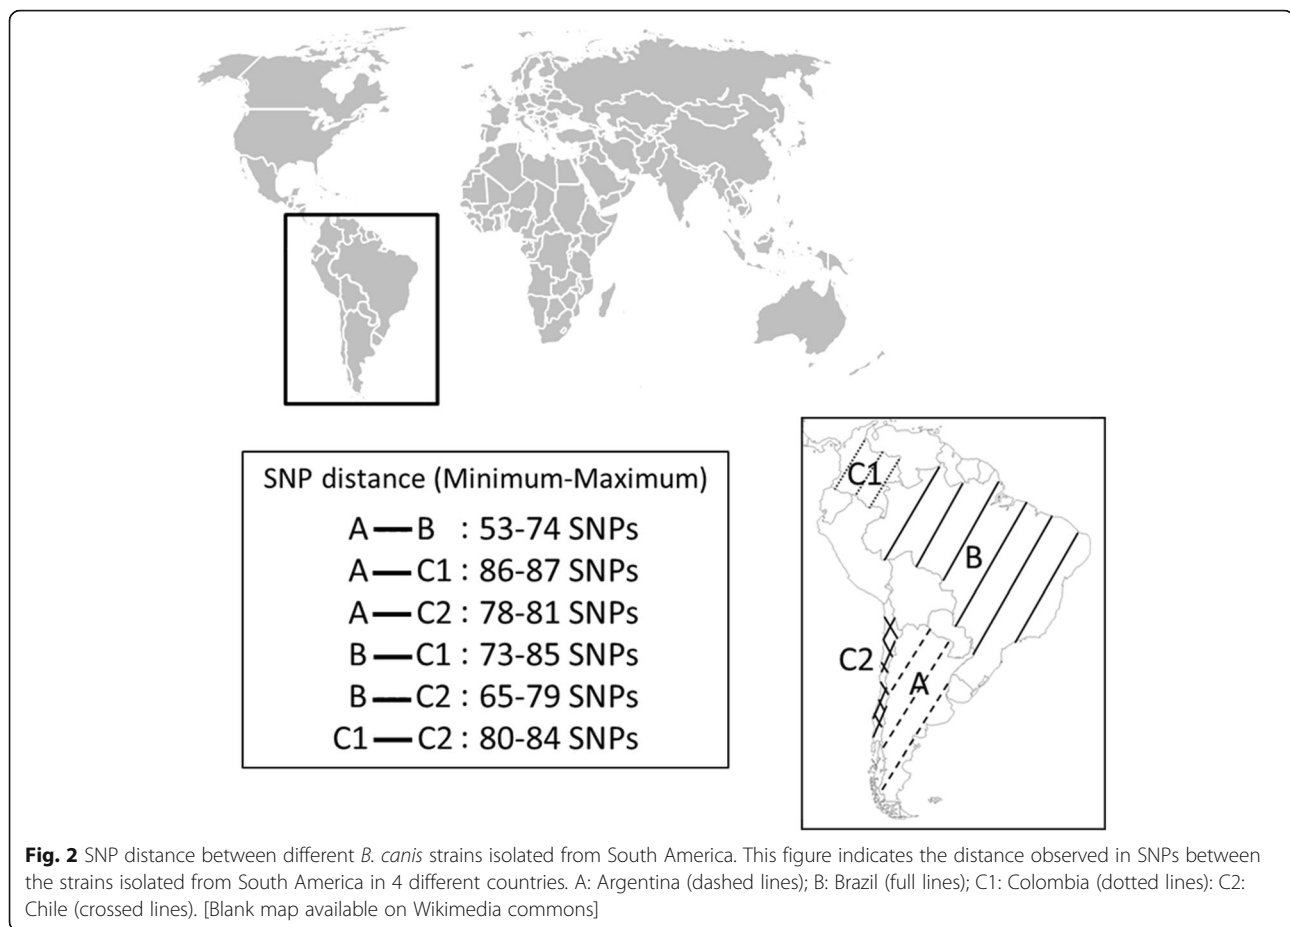 SNP distance (Minimum-Maximum)
A — B : 53-74 SNPs
A — C1 : 86-87 SNPs
A — C2 : 78-81 SNPs
B — C1 : 73-85 SNPs
B — C2 : 65-79 SNPs
C1 — C2 : 80-84 SNPs
C1
B
C2
A
Fig. 2 SNP distance between different B. canis strains isolated from South America. This figure indicates the distance observed in SNPs between
the strains isolated from South America in 4 different countries. A: Argentina (dashed lines); B: Brazil (full lines); C1: Colombia (dotted lines): C2:
Chile (crossed lines). [Blank map available on Wikimedia commons]